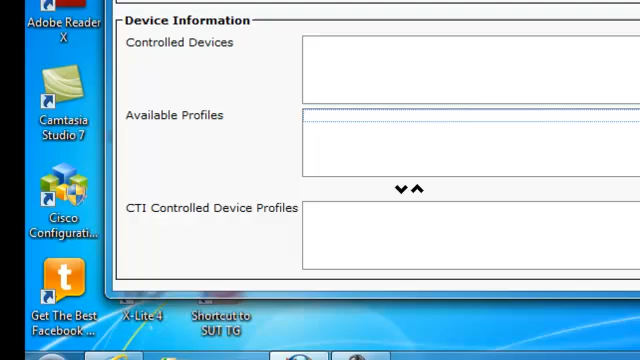 Adobe Reader
X
Device Information
Controlled Devices
Available Profiles
Camtasia
Studio 7
CTI Controlled Device Profiles
Cisco
Configurati...
t
Get The Best
Facebook ...
X-Lite 4
Shortcut to
SUT TG